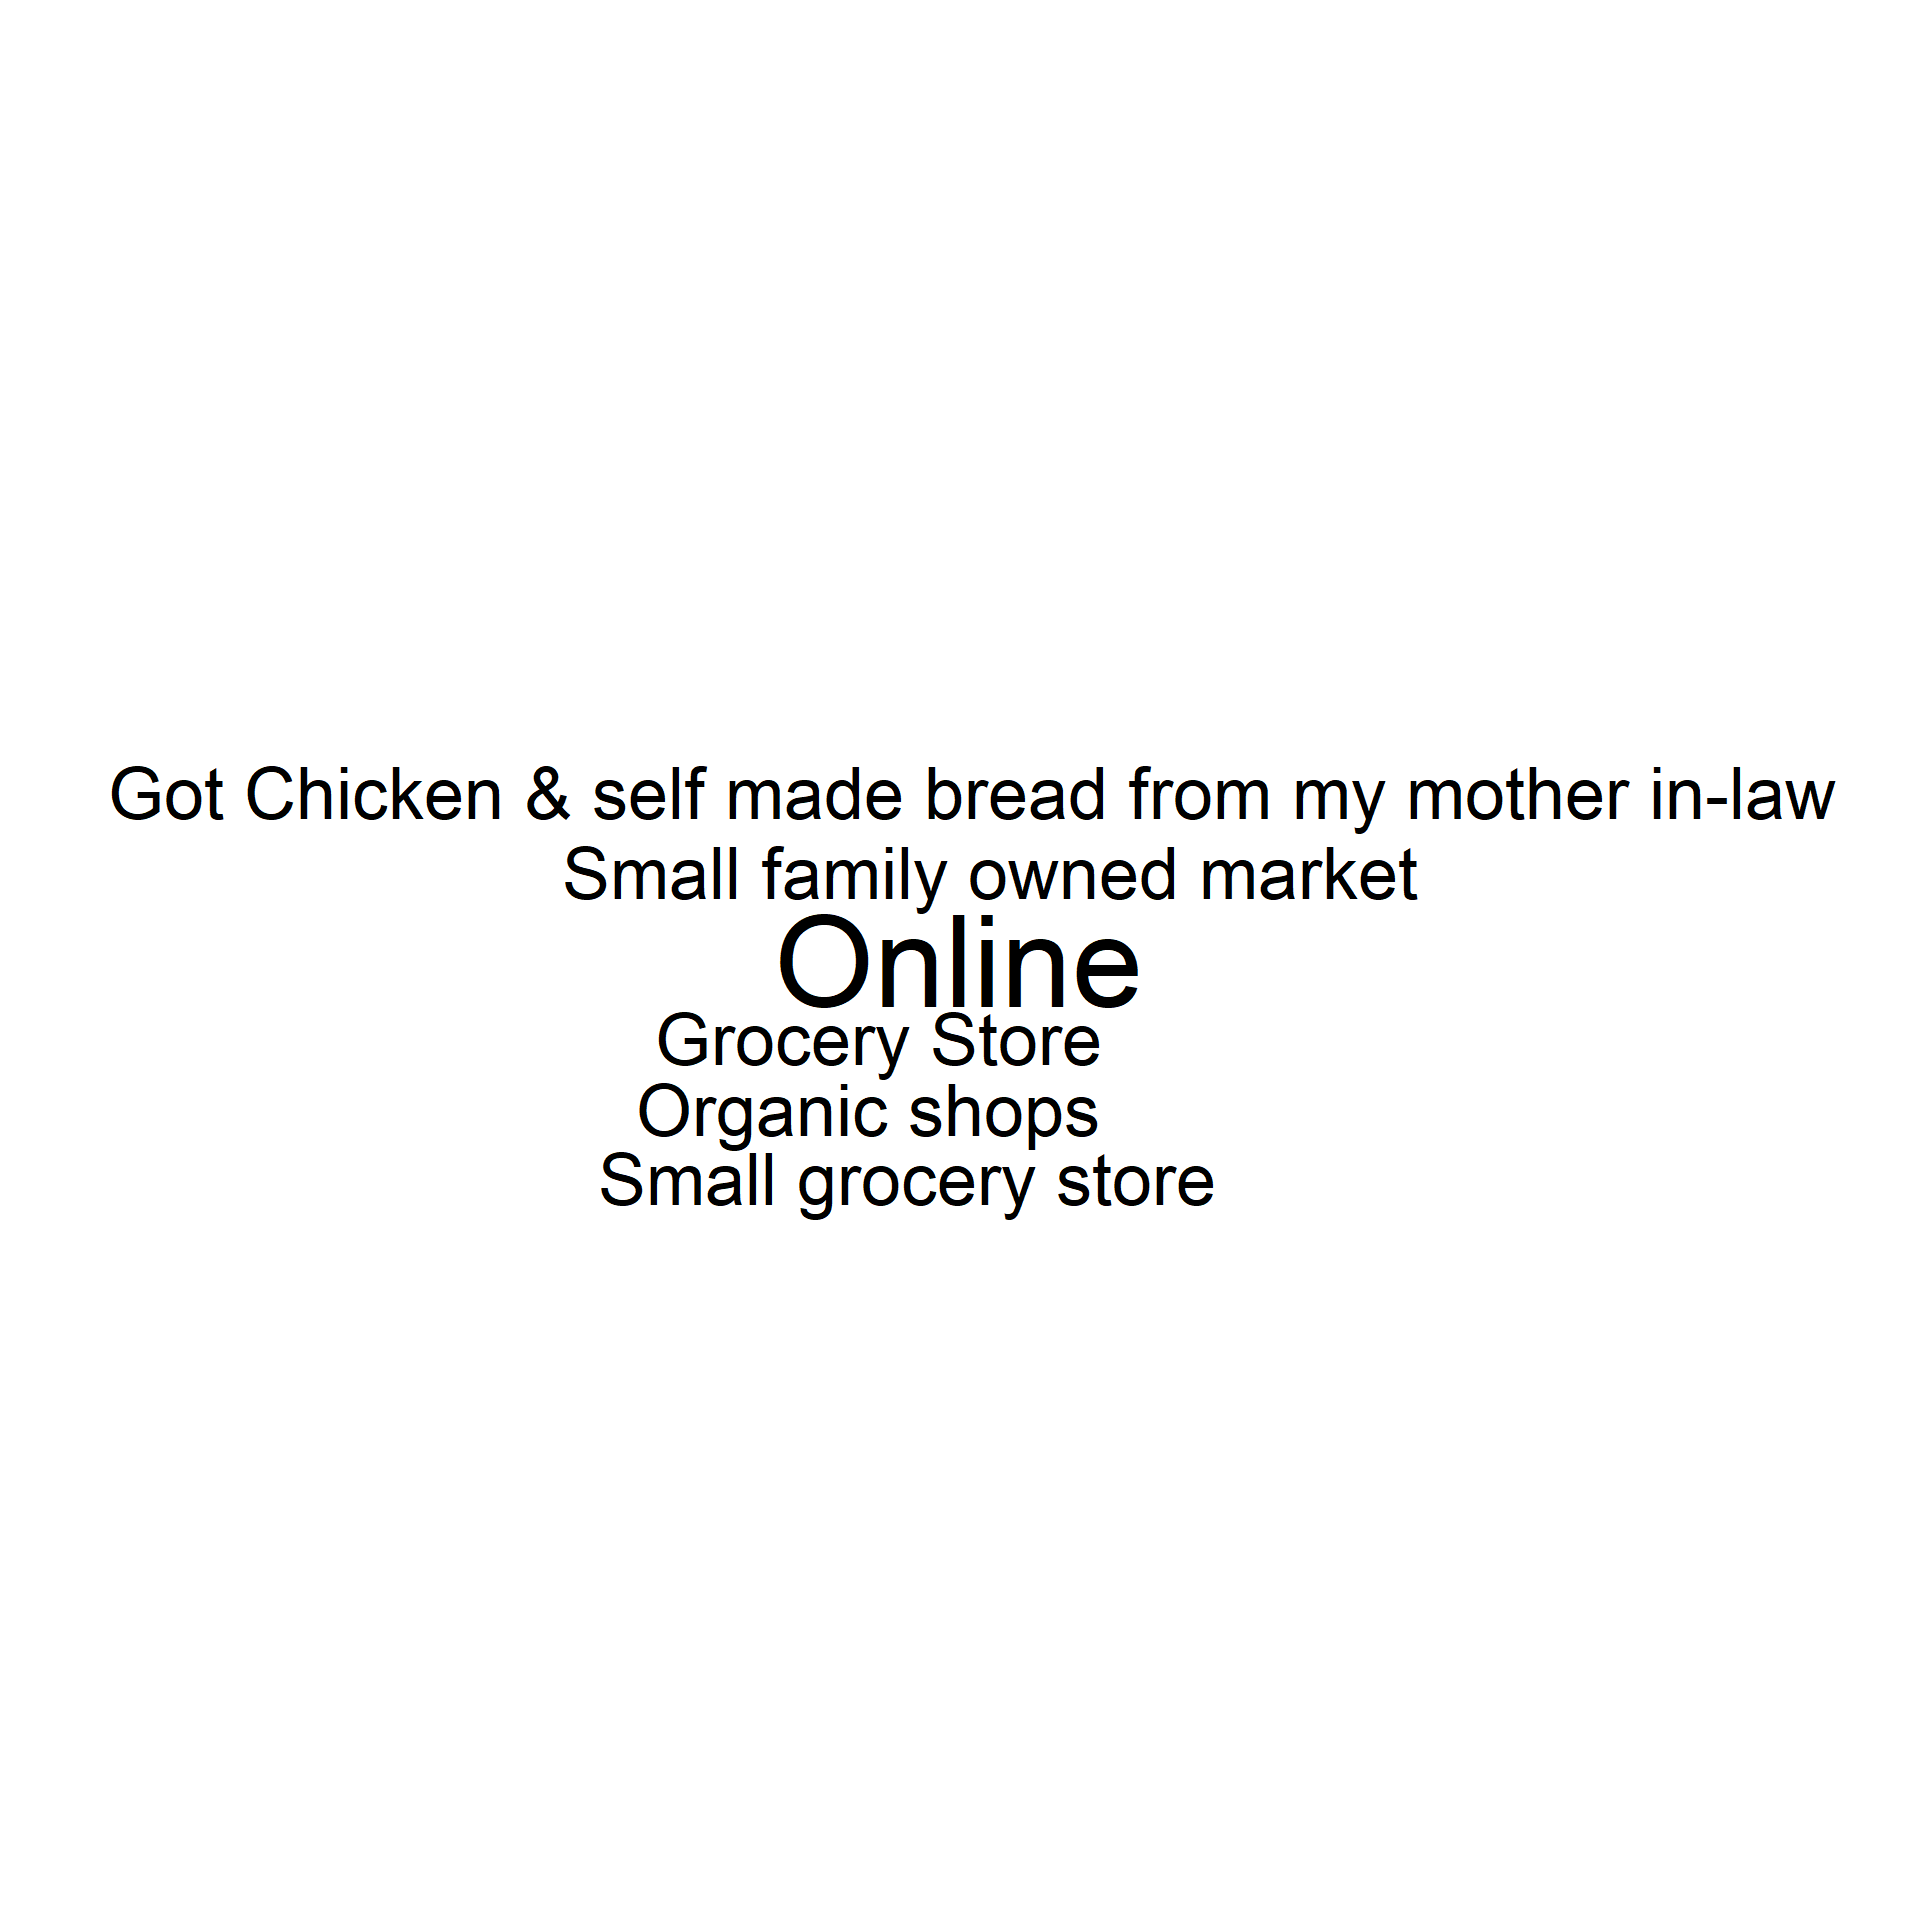 Got Chicken & self made bread from my mother in-law
Small family owned market
Online
Grocery Store
Organic shops
Small grocery store